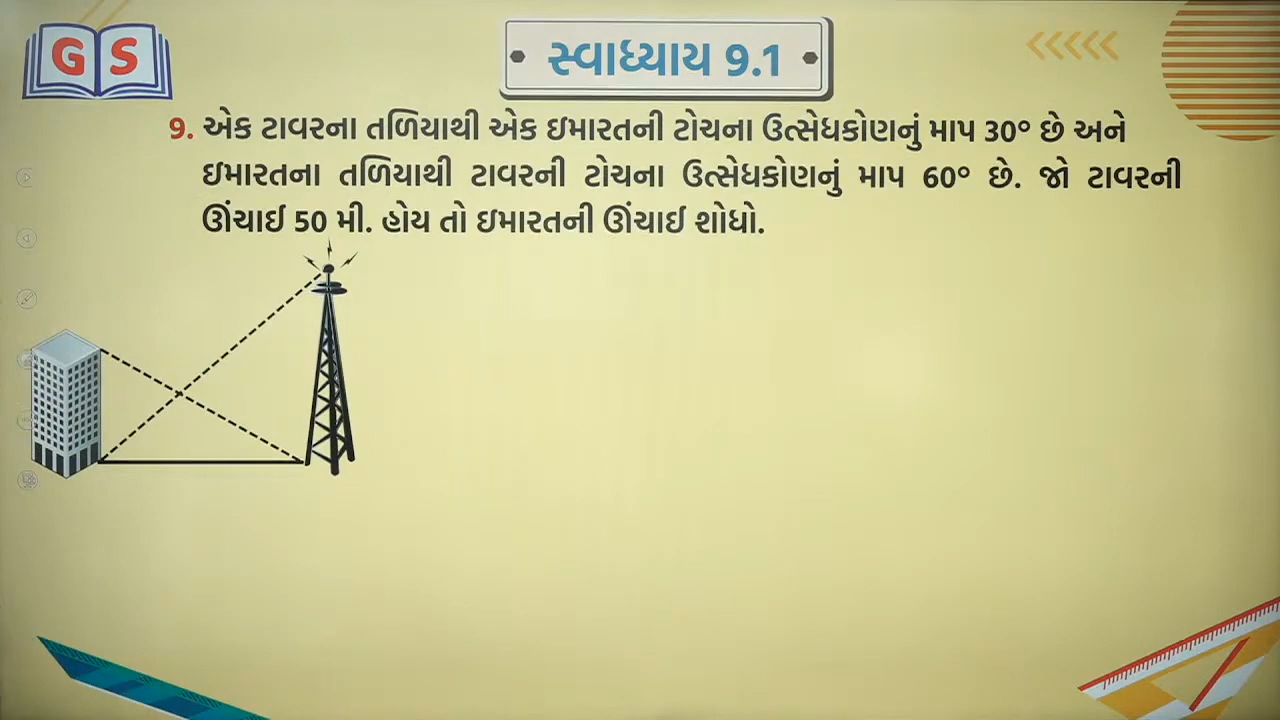 GS
સ્વાધ્યાય 9.1
9. એક ટાવરના તળિયાથી એક ઇમારતની ટોચના ઉત્સેધકોણનું માપ 30° છે અને
ઇમારતના તળિયાથી ટાવરની ટોચના ઉત્સેધકોણનું માપ 60° છે. જો ટાવરની
ઊંચાઈ 50 મી. હોય તો ઇમારતની ઊંચાઈ શોધો.